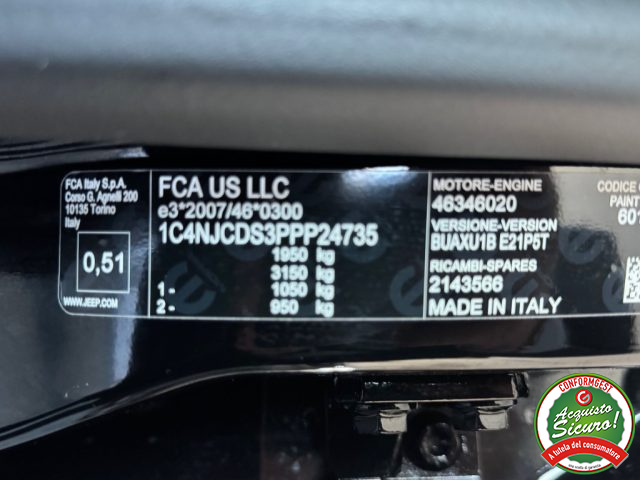 FCA Italy S.p.A.
Corso G. Agnelli 200
10135 Torino
Italy
0,51
WWW.JEEP.COM
FCA US LLC
e3*2007/46*0300
1C4NJCDS3PPP24735
1950 kg
3150 kg
1 - 1050 kg
2 - 950 kg
MOTORE-ENGINE
46346020
VERSIONE-VERSION
BUAXU1B E21P5T
RICAMBI-SPARES
2143566
MADE IN ITALY
CODICE
PAINT
601
CONFORMGEST
Acquisto
Sicuro!
A tutela del consumatore